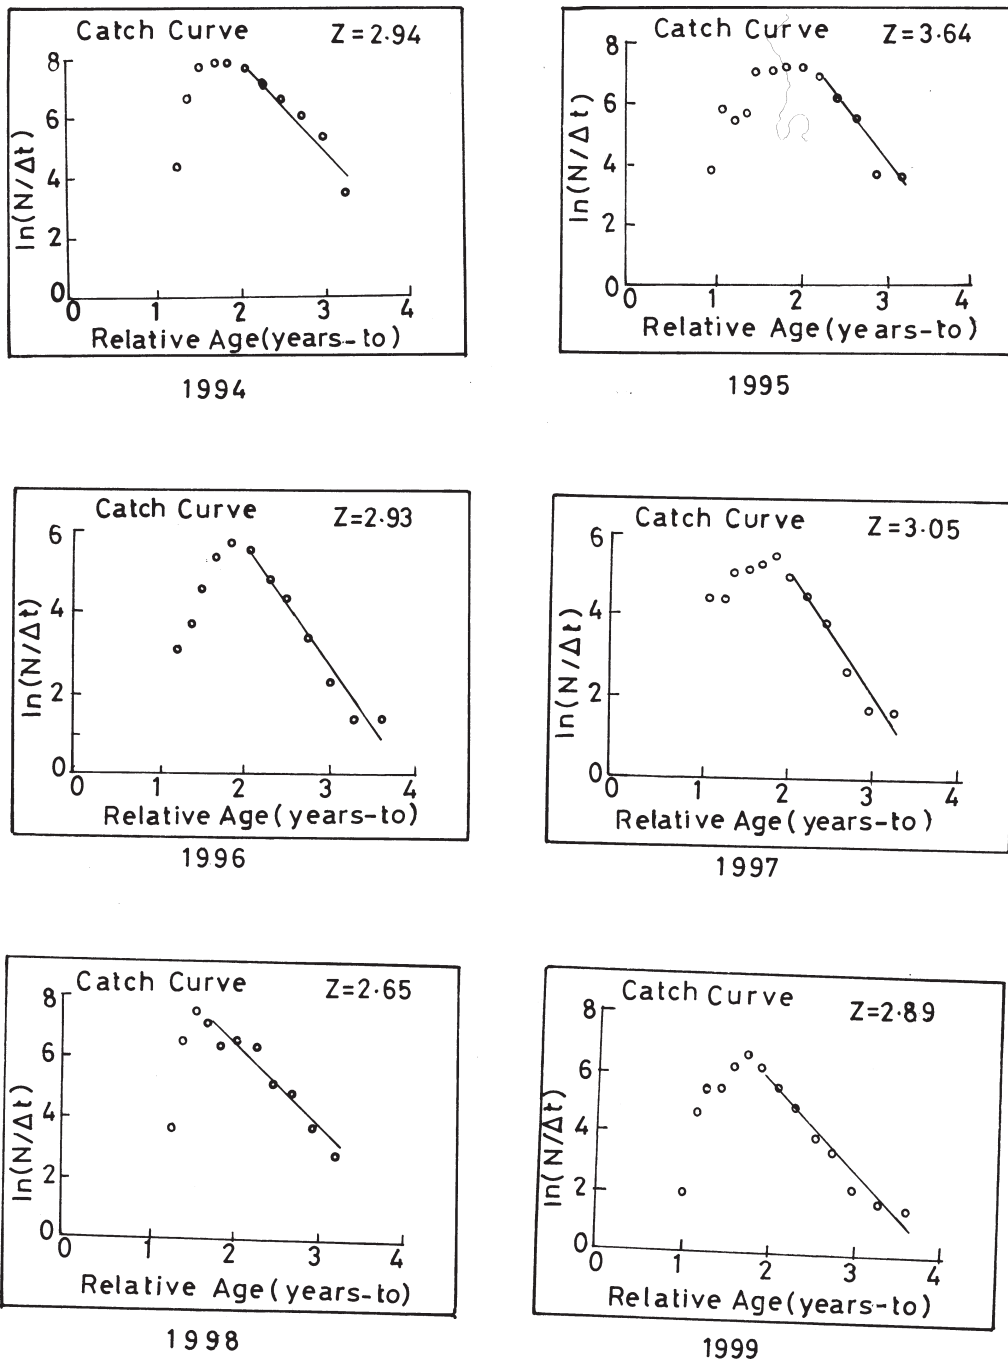 Catch Curve Z=2.94
8
6
4
2
0
ln(N/Δt)
0 1 2 3 4
Relative Age(years-to)
1994
Catch Curve Z=3.64
8
6
4
2
0
ln(N/Δt)
0 1 2 3 4
Relative Age(years-to)
1995
Catch Curve Z=2.93
6
4
2
0
ln(N/Δt)
0 1 2 3 4
Relative Age(years-to)
1996
Catch Curve Z=3.05
6
4
2
0
ln(N/Δt)
0 1 2 3 4
Relative Age(years-to)
1997
Catch Curve Z=2.65
8
6
4
2
0
ln(N/Δt)
0 1 2 3 4
Relative Age(years-to)
1998
Catch Curve Z=2.89
8
6
4
2
0
ln(N/Δt)
0 1 2 3 4
Relative Age(years-to)
1999